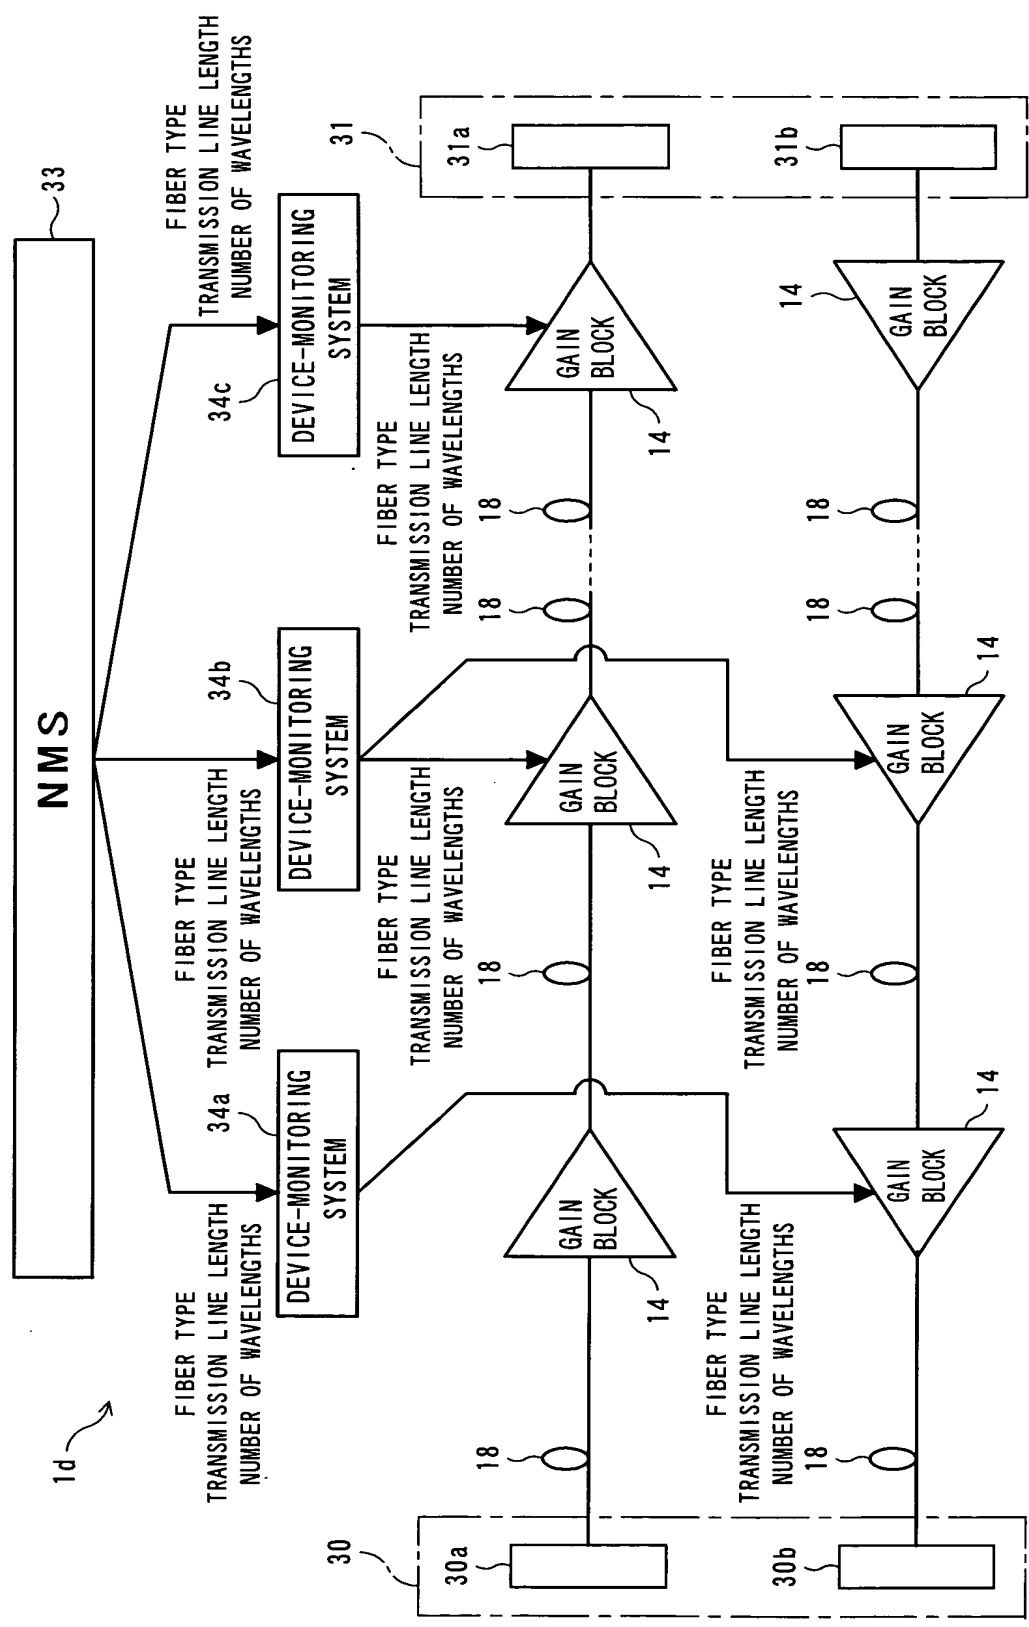 1d
NMS
33
FIBER TYPE
TRANSMISSION LINE LENGTH
NUMBER OF WAVELENGTHS
FIBER TYPE
TRANSMISSION LINE LENGTH
NUMBER OF WAVELENGTHS
FIBER TYPE
TRANSMISSION LINE LENGTH
NUMBER OF WAVELENGTHS
34a
DEVICE-MONITORING
SYSTEM
34b
DEVICE-MONITORING
SYSTEM
34c
DEVICE-MONITORING
SYSTEM
FIBER TYPE
TRANSMISSION LINE LENGTH
NUMBER OF WAVELENGTHS
FIBER TYPE
TRANSMISSION LINE LENGTH
NUMBER OF WAVELENGTHS
30
30a
18
GAIN
BLOCK
14
18
GAIN
BLOCK
14
18
18
GAIN
BLOCK
14
31
31a
FIBER TYPE
TRANSMISSION LINE LENGTH
NUMBER OF WAVELENGTHS
FIBER TYPE
TRANSMISSION LINE LENGTH
NUMBER OF WAVELENGTHS
30b
18
GAIN
BLOCK
14
18
GAIN
BLOCK
14
18
18
GAIN
BLOCK
14
31b